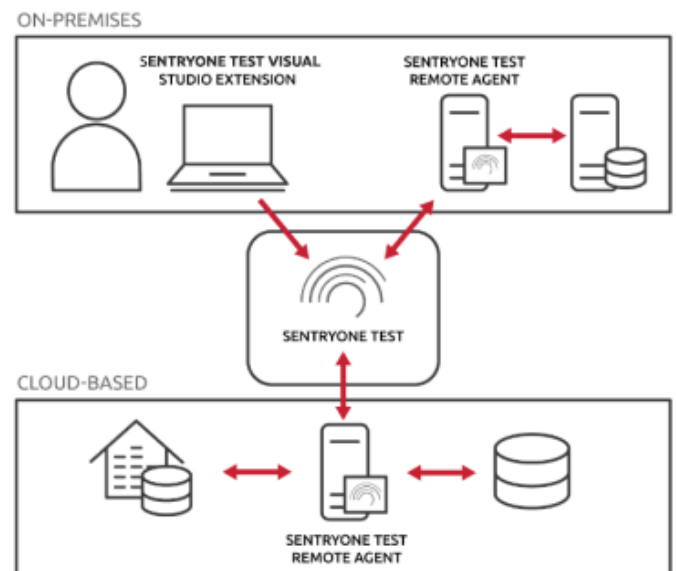 ON-PREMISES
SENTRYONE TEST VISUAL
STUDIO EXTENSION
SENTRYONE TEST
REMOTE AGENT
SENTRYONE TEST
CLOUD-BASED
SENTRYONE TEST
REMOTE AGENT